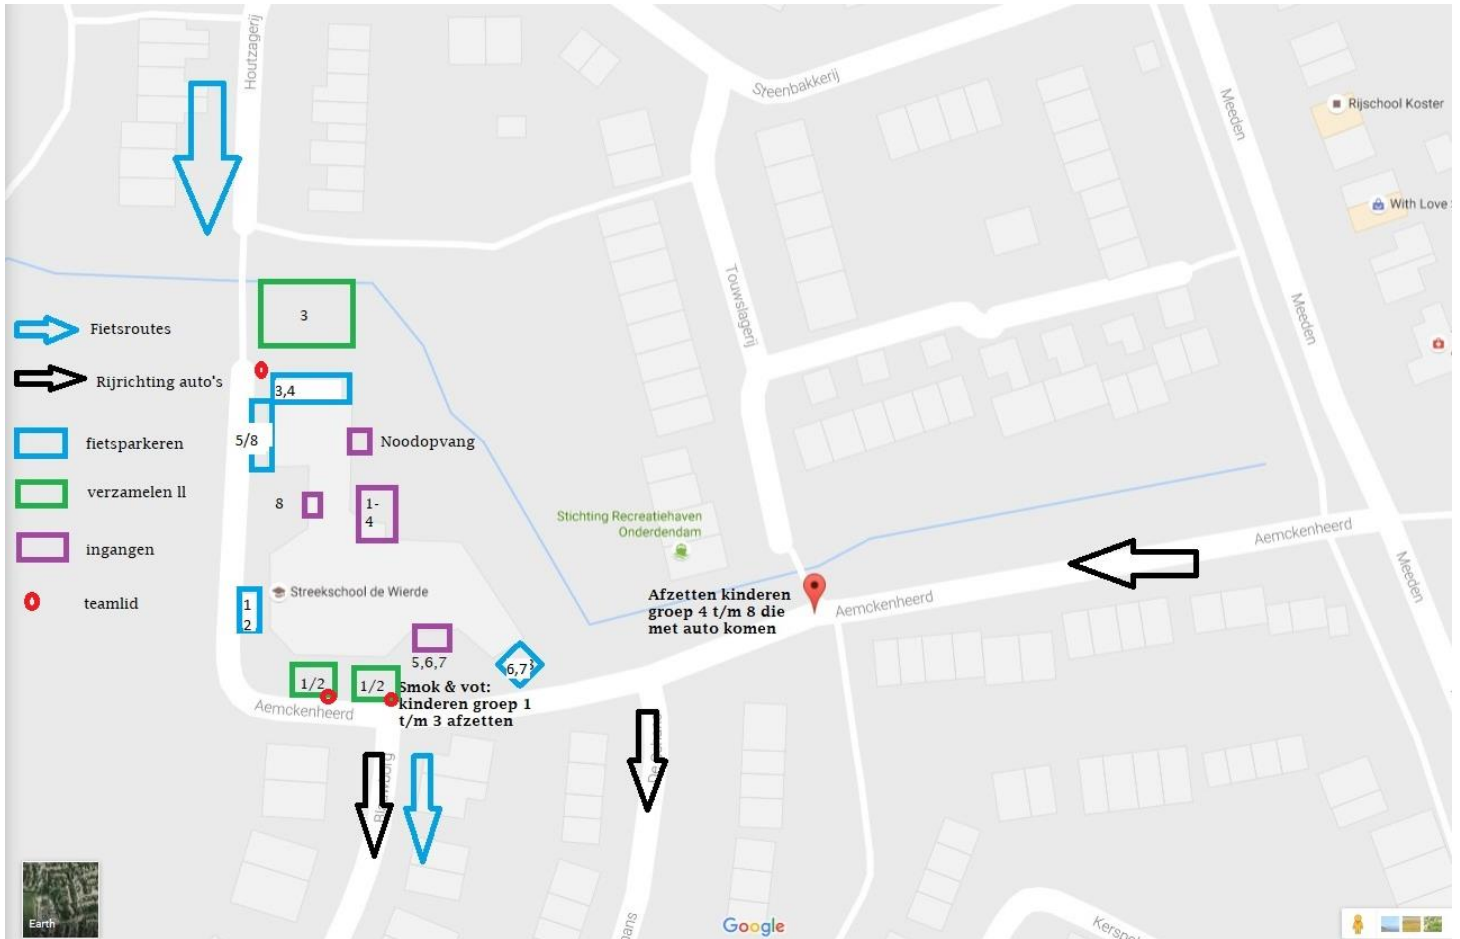 Houtzagerij
Steenbakkerij
Meeden
Rijschool Koster
With Love
Touwslagerij
Meeden
3
Fietsroutes
Rijrichting auto's
3,4
5/8
fietsparkeren
Noodopvang
verzamelen ll
8
1-
4
ingangen
Stichting Recreatiehaven
Onderdendam
Aemckenheerd
Meeden
teamlid
Streekschool de Wierde
1
2
Afzetten kinderen
groep 4 t/m 8 die
met auto komen
Aemckenheerd
5,6,7
6,7
1/2
1/2
Smok & vot:
kinderen groep 1
t/m 3 afzetten
Aemckenheerd
Earth
Google